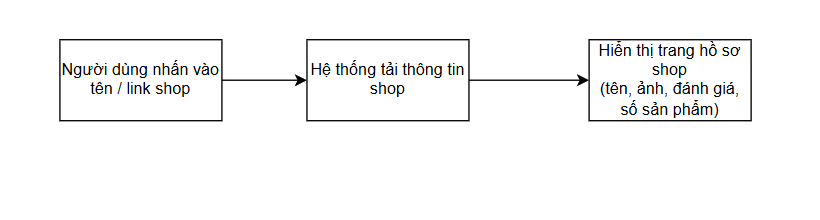 Người dùng nhấn vào
tên / link shop
Hệ thống tải thông tin
shop
Hiển thị trang hồ sơ
shop
(tên, ảnh, đánh giá,
số sản phẩm)